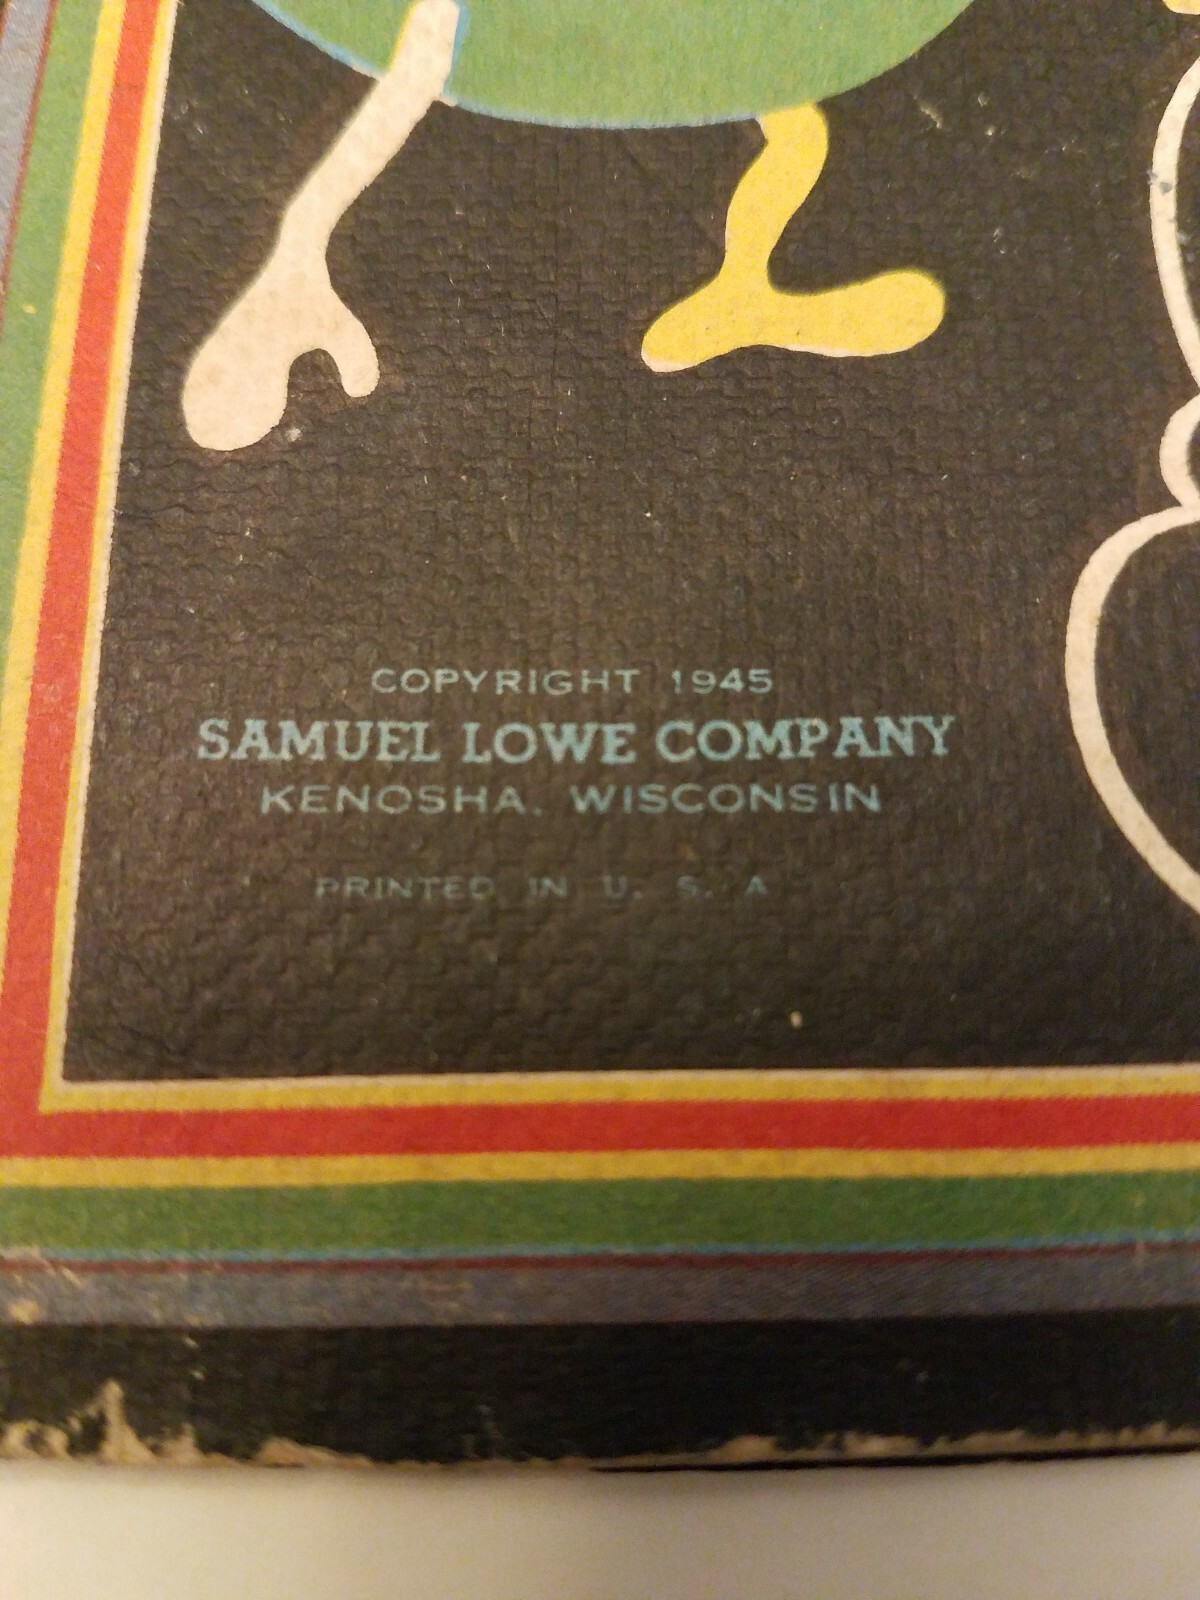 COPYRIGHT 1945
SAMUEL LOWE COMPANY
KENOSHA. WISCONSIN
PRINTED IN U. S. A